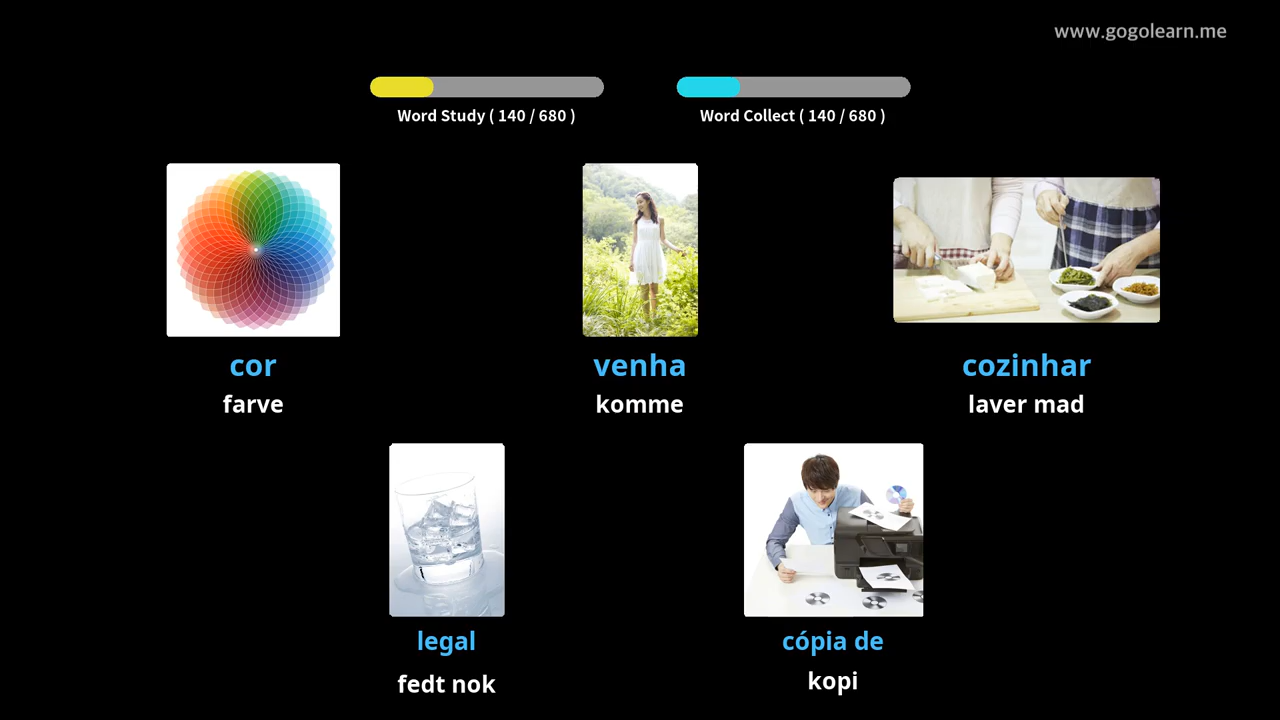 www.gogolearn.me
Word Study ( 140 / 680 )
Word Collect ( 140 / 680 )
cor
farve
venha
komme
cozinhar
laver mad
legal
fedt nok
cópia de
kopi